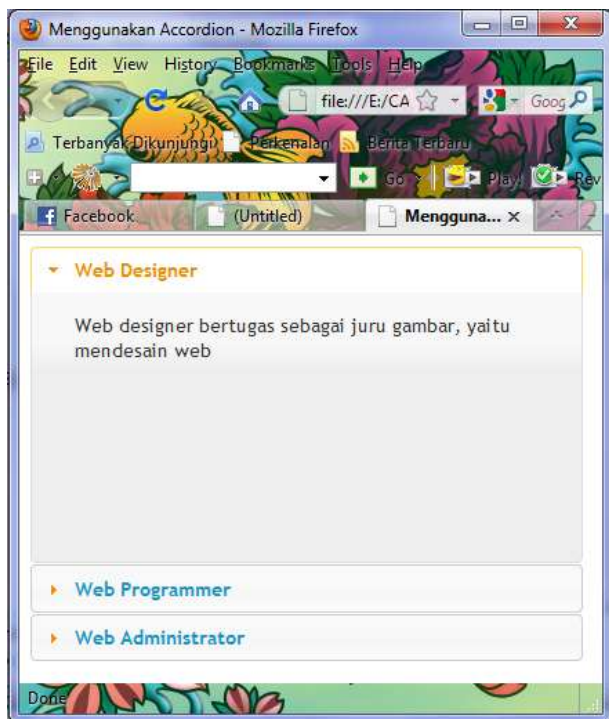 Menggunakan Accordion - Mozilla Firefox
File Edit View History Bookmarks Tools Help
file:///E:/CA Goog
Terbanyak Dikunjungi Perkenalan Berita Terbaru
Go Play! Rev
Facebook (Untitled) Mengguna... x
Web Designer
Web designer bertugas sebagai juru gambar, yaitu
mendesain web
Web Programmer
Web Administrator
Done